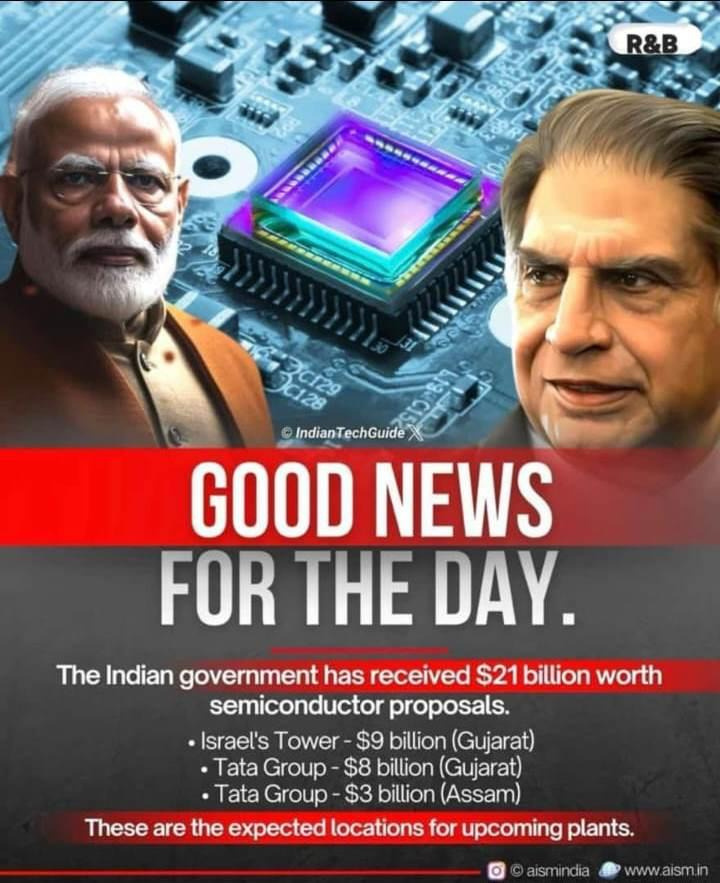 R&B
© IndianTechGuide X
GOOD NEWS
FOR THE DAY.
The Indian government has received $21 billion worth
semiconductor proposals.
• Israel's Tower - $9 billion (Gujarat)
• Tata Group - $8 billion (Gujarat)
• Tata Group - $3 billion (Assam)
These are the expected locations for upcoming plants.
© aismindia www.aism.in